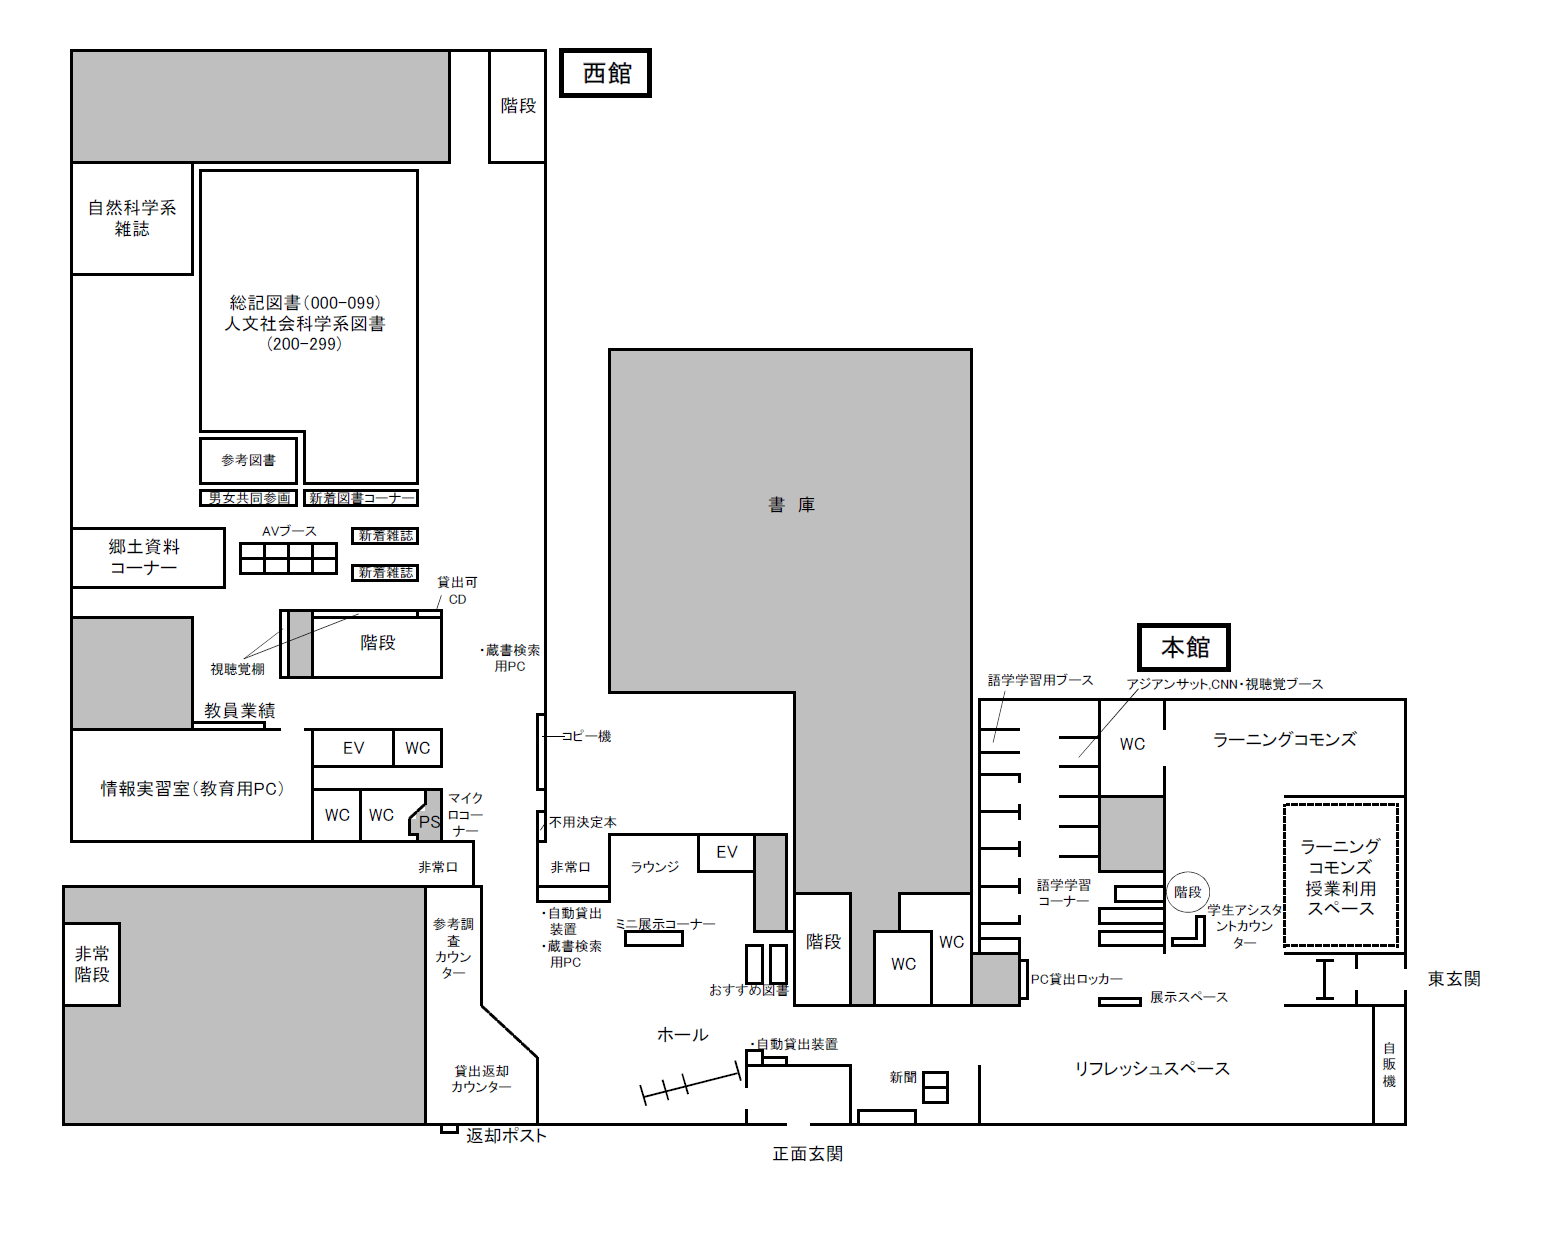 西館
階段
自然科学系
雑誌
総記図書(000-099)
人文社会科学系図書
(200-299)
参考図書
男女共同参画
新着図書コーナー
AVブース
新着雑誌
郷土資料
コーナー
新着雑誌
貸出可
CD
階段
視聴覚棚
・蔵書検索
用PC
教員業績
EV
WC
コピー機
情報実習室(教育用PC)
WC
WC
PS
マイク
ロコー
ナー
不用決定本
非常口
非常口
書 庫
本館
語学学習用ブース
アジアンサット,CNN・視聴覚ブース
WC
ラーニングコモンズ
ラウンジ
EV
ラーニング
コモンズ
授業利用
スペース
語学学習
コーナー
階段
学生アシスタ
ントカウン
ター
参考調
査
カウン
ター
・自動貸出
装置
・蔵書検索
用PC
ミニ展示コーナー
おすすめ図書
階段
WC
WC
非常
階段
PC貸出ロッカー
展示スペース
東玄関
ホール
・自動貸出装置
新聞
リフレッシュスペース
自
販
機
貸出返却
カウンター
返却ポスト
正面玄関